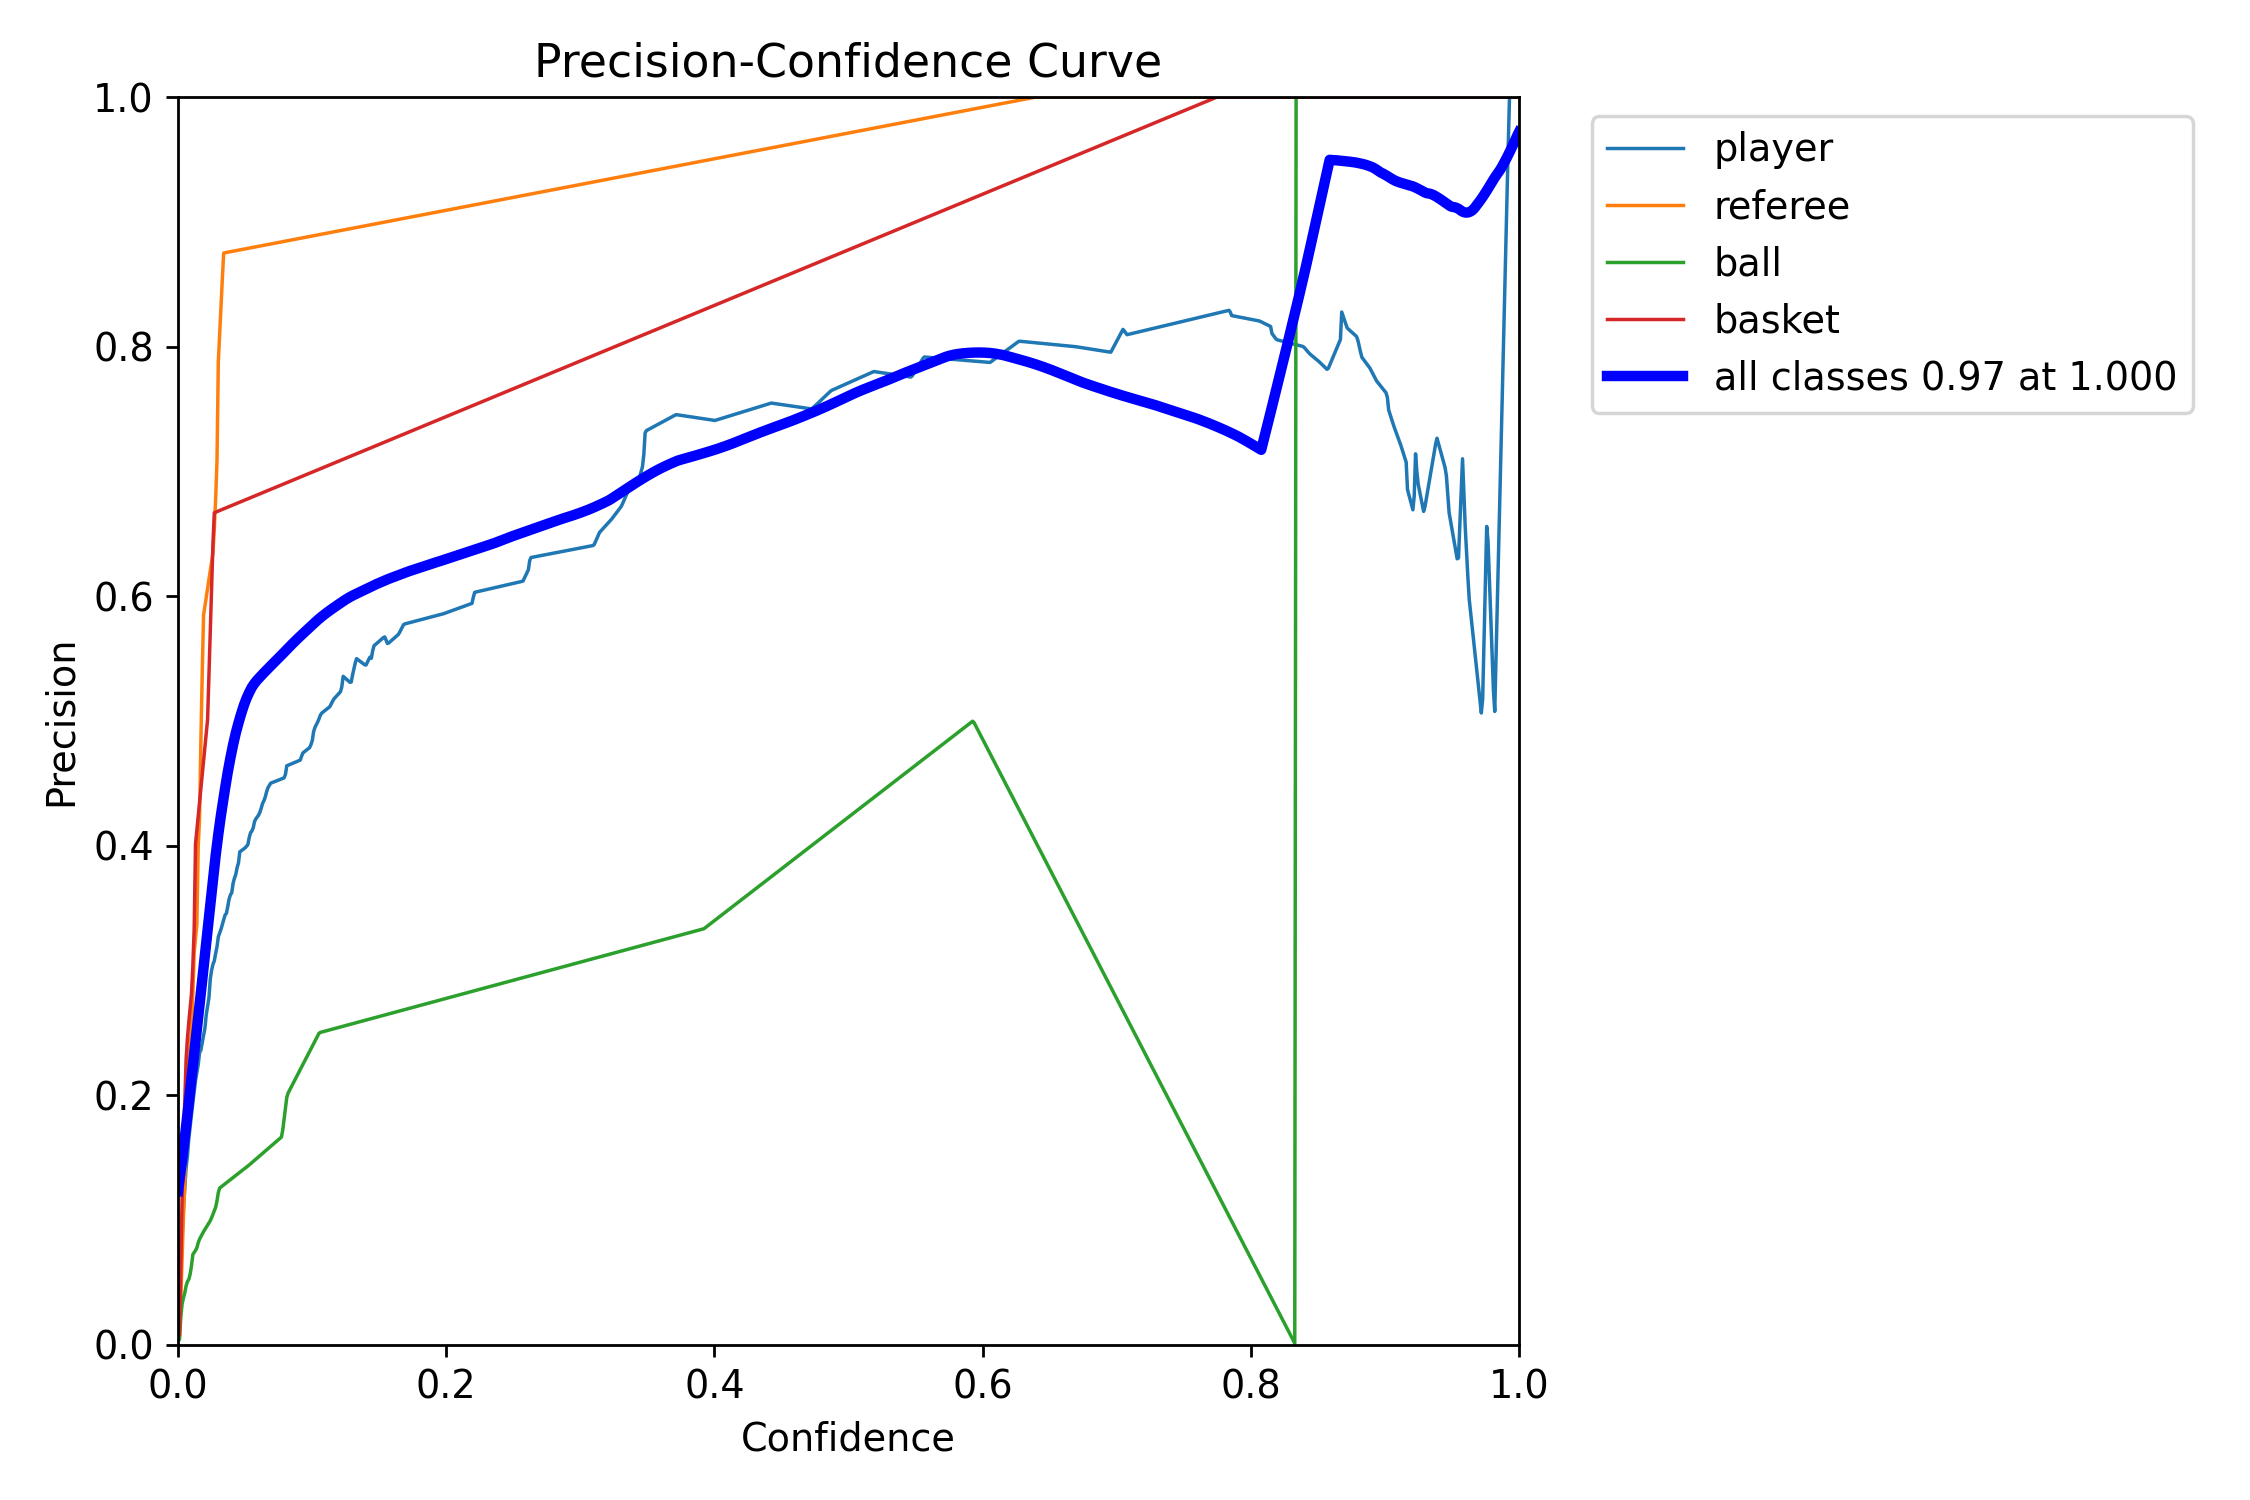 Precision-Confidence Curve
1.0
0.8
0.6
0.4
0.2
0.0
Precision
0.0 0.2 0.4 0.6 0.8 1.0
Confidence
player
referee
ball
basket
all classes 0.97 at 1.000